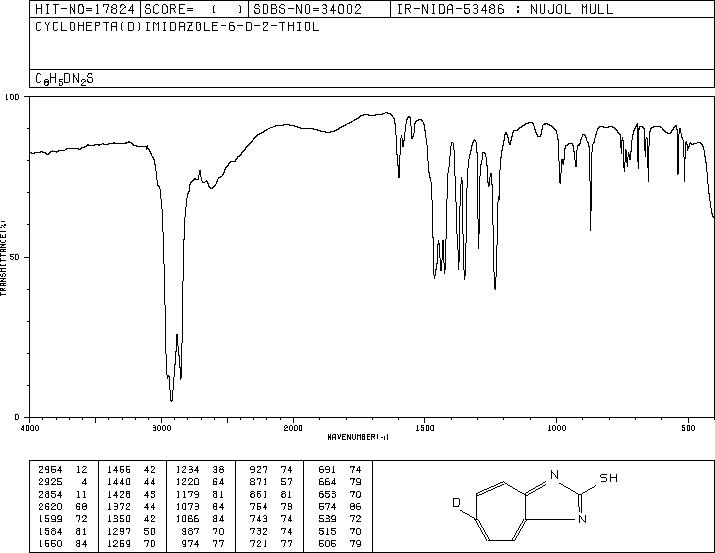 HIT-NO=17824 SCORE= ( ) SDBS-NO=34002 IR-NIDA-53486 : NUJOL MULL
CYCLOHEPTA(D)IMIDAZOLE-6-D-2-THIOL
C8H5DN2S
100
50
0
TRANSMITTANCE(%)
4000 3000 2000 1500 1000 500
WAVENUMBER(-1)
2964 12 1466 42 1234 38 927 74 691 74
2925 4 1440 44 1220 64 871 57 664 79
2854 11 1428 43 1179 81 861 81 653 70
2620 68 1372 44 1079 84 764 79 674 86
1599 72 1350 42 1066 84 743 74 539 72
1584 81 1297 50 987 70 732 74 515 70
1560 84 1269 70 974 77 721 77 506 79
N
SH
D
N